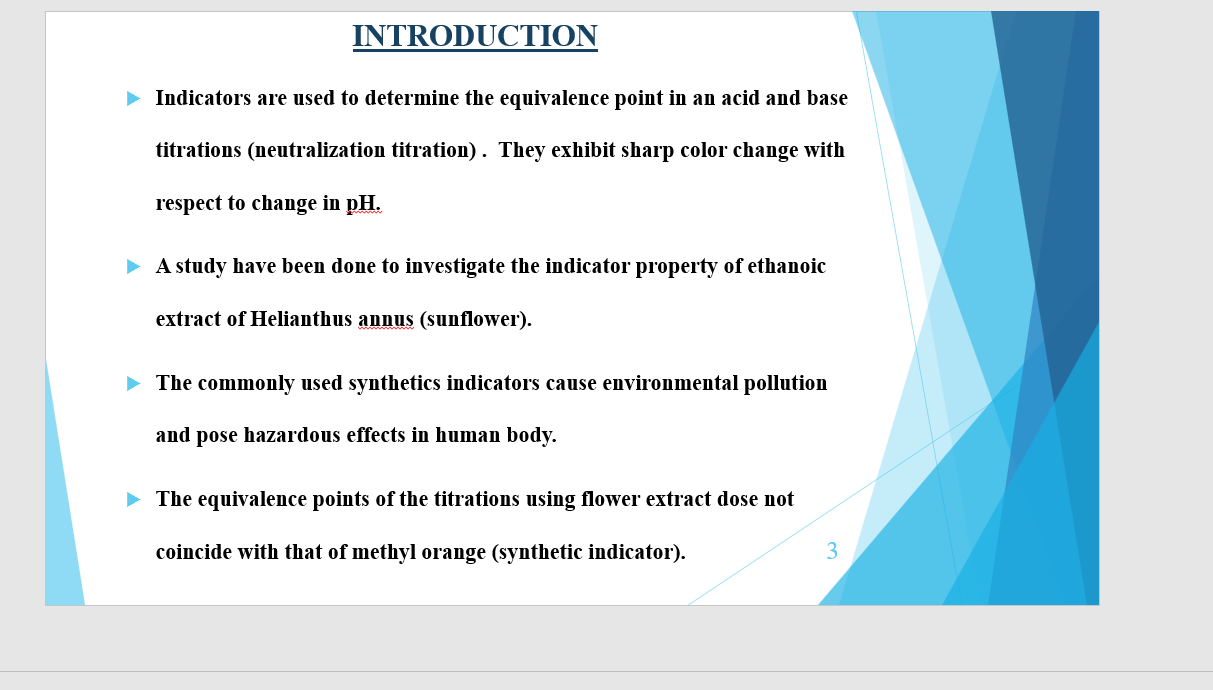 INTRODUCTION
Indicators are used to determine the equivalence point in an acid and base
titrations (neutralization titration) .  They exhibit sharp color change with
respect to change in pH.
A study have been done to investigate the indicator property of ethanoic
extract of Helianthus annus (sunflower).
The commonly used synthetics indicators cause environmental pollution
and pose hazardous effects in human body.
The equivalence points of the titrations using flower extract dose not
coincide with that of methyl orange (synthetic indicator).
3